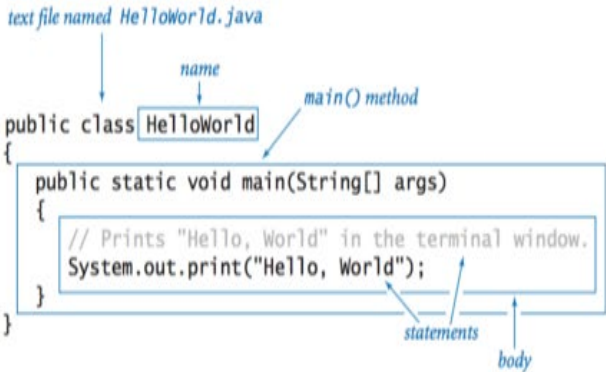 text file named HelloWorld.java
name
main() method
public class HelloWorld
{
public static void main(String[] args)
{
// Prints "Hello, World" in the terminal window.
System.out.print("Hello, World");
}
}
statements
body